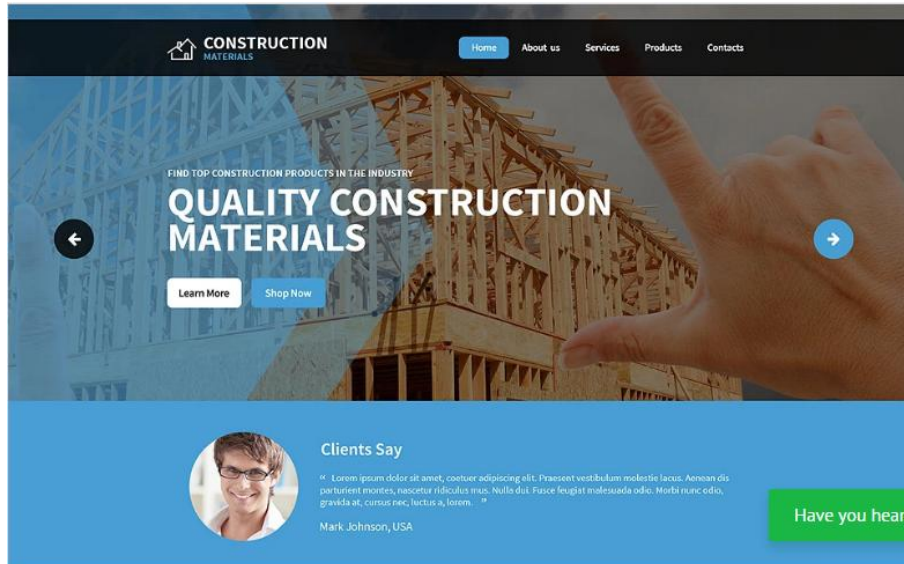 CONSTRUCTION
MATERIALS
Home About us Services Products Contacts
FIND TOP CONSTRUCTION PRODUCTS IN THE INDUSTRY
QUALITY CONSTRUCTION
MATERIALS
Learn More Shop Now
Clients Say
“ Lorem ipsum dolor sit amet, coetuer adipiscing elit. Praesent vestibulum molestie lacus. Aenean dis
parturient montes, nascetur ridiculus mus. Nulla dui. Fusce feugiat malesuada odio. Morbi nunc odio,
gravida at, cursus nec, luctus a, lorem. ”
Mark Johnson, USA
Have you hear